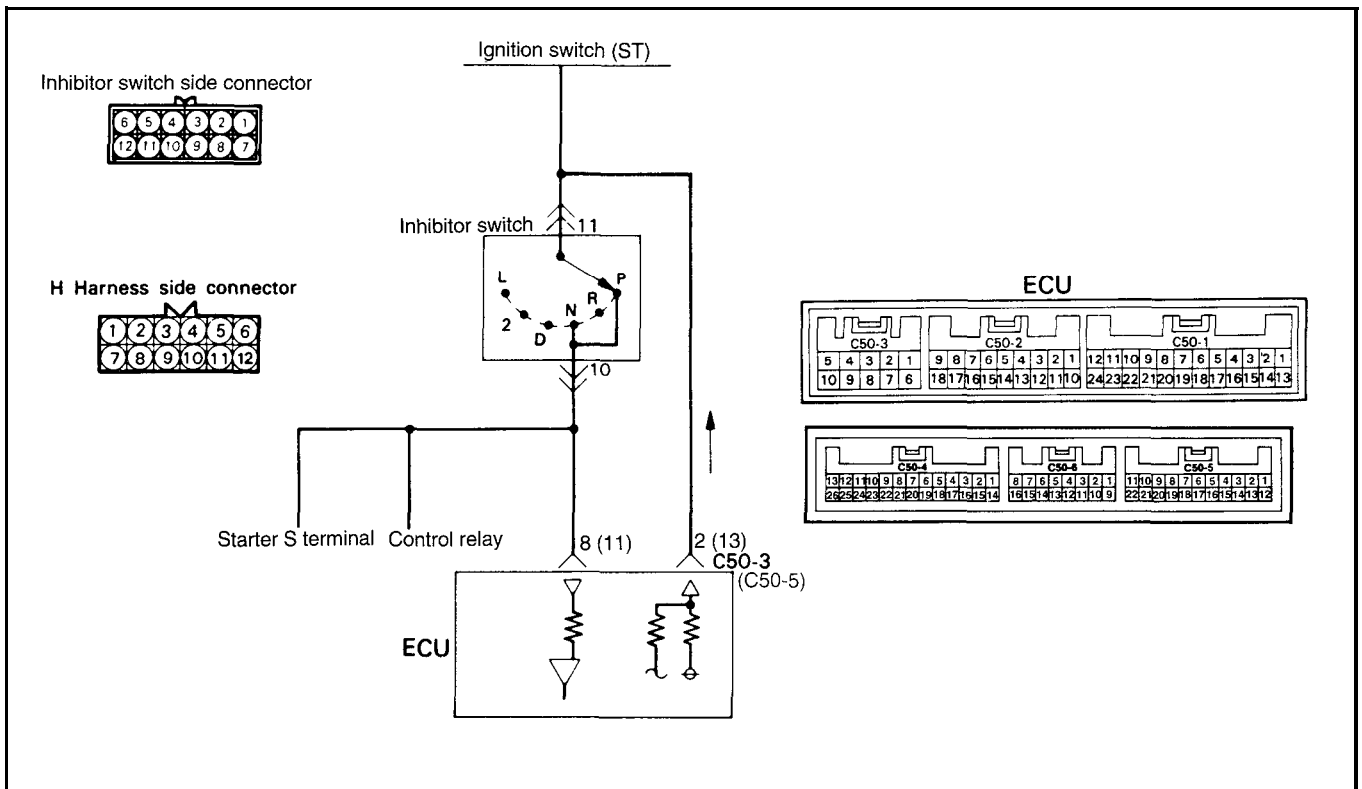 Ignition switch (ST)
Inhibitor switch side connector
6 5 4 3 2 1
12 11 10 9 8 7
Inhibitor switch 11
L P
R
N
2 D
10
H Harness side connector
1 2 3 4 5 6
7 8 9 10 11 12
ECU
C50-3 C50-2 C50-1
5 4 3 2 1 9 8 7 6 5 4 3 2 1 12 11 10 9 8 7 6 5 4 3 2 1
10 9 8 7 6 18 17 16 15 14 13 12 11 10 24 23 22 21 20 19 18 17 16 15 14 13
C50-4 C50-6 C50-5
13 12 11 10 9 8 7 6 5 4 3 2 1 8 7 6 5 4 3 2 1 11 10 9 8 7 6 5 4 3 2 1
26 25 24 23 22 21 20 19 18 17 16 15 14 16 15 14 13 12 11 10 9 22 21 20 19 18 17 16 15 14 13 12
Starter S terminal Control relay
8 (11) 2 (13)
C50-3
(C50-5)
ECU